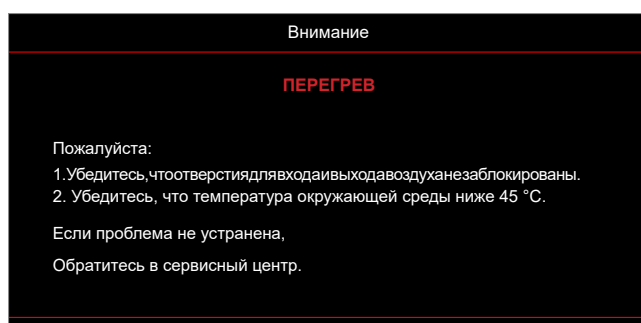 Внимание
ПЕРЕГРЕВ
Пожалуйста:
1.Убедитесь,чтоотверстиядлявходаивыходавоздуханезаблокированы.
2. Убедитесь, что температура окружающей среды ниже 45 °C.
Если проблема не устранена,
Обратитесь в сервисный центр.